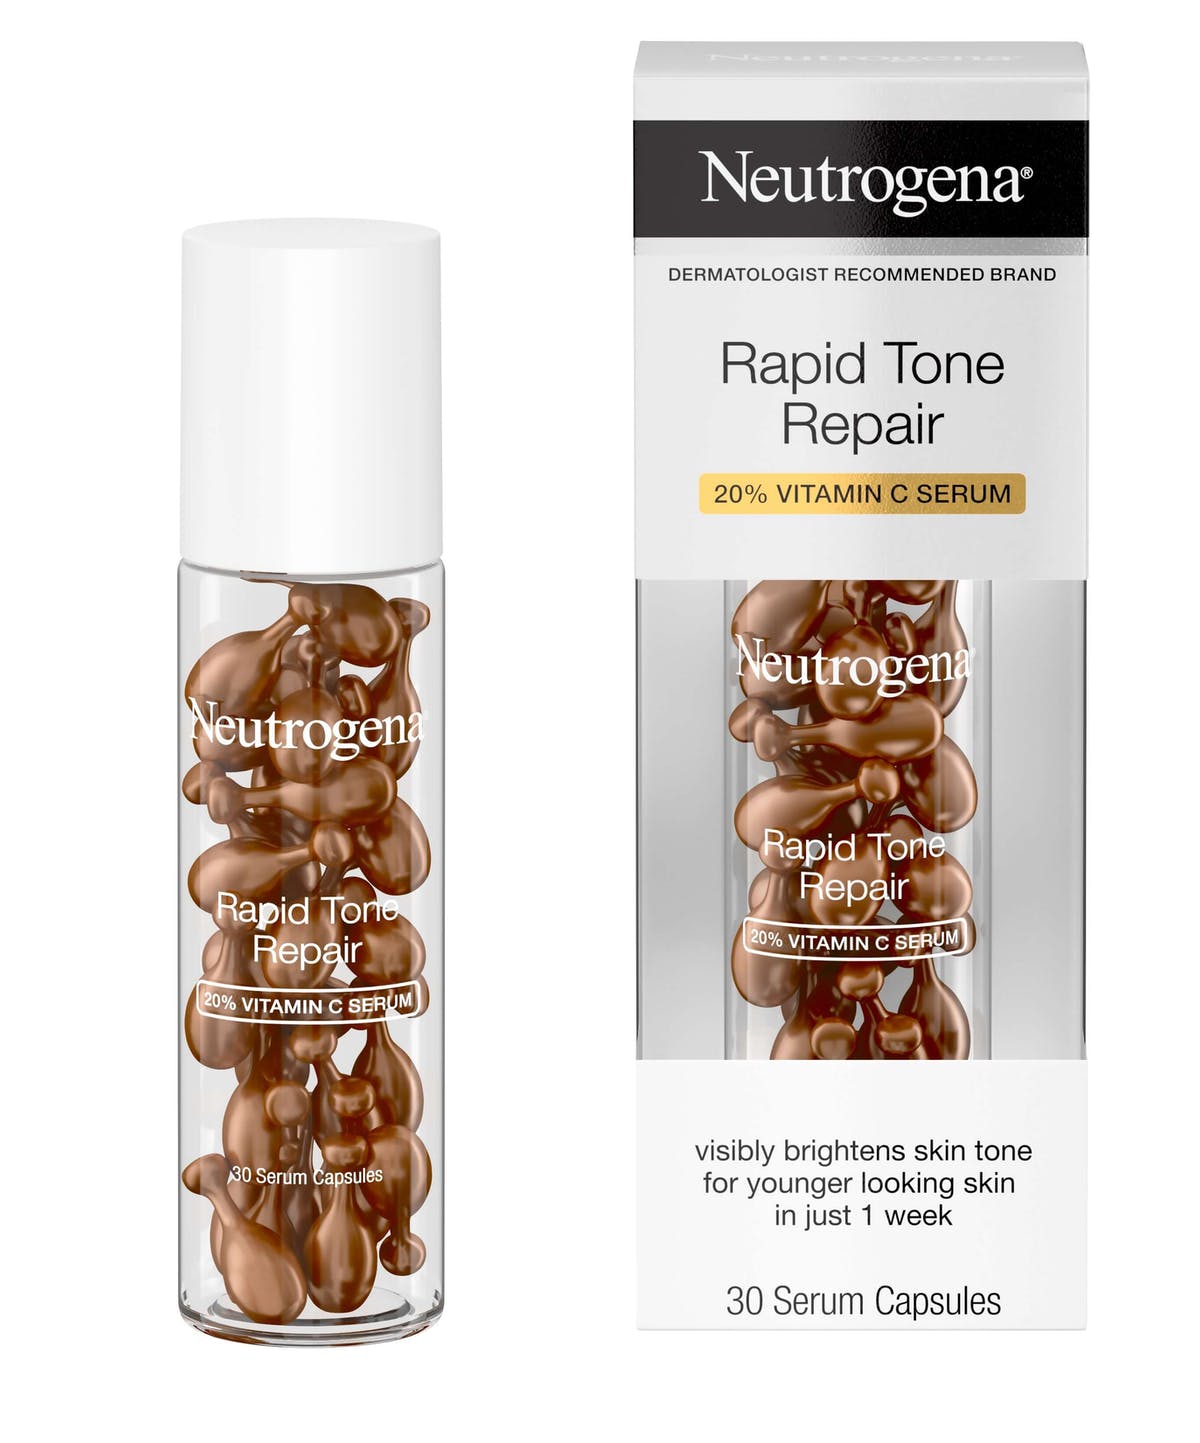 Neutrogena
Rapid Tone
Repair
20% VITAMIN C SERUM
30 Serum Capsules
Neutrogena
Neutrogena®
DERMATOLOGIST RECOMMENDED BRAND
Rapid Tone
Repair
20% VITAMIN C SERUM
Neutrogena
Rapid Tone
Repair
20% VITAMIN C SERUM
visibly brightens skin tone
for younger looking skin
in just 1 week
30 Serum Capsules